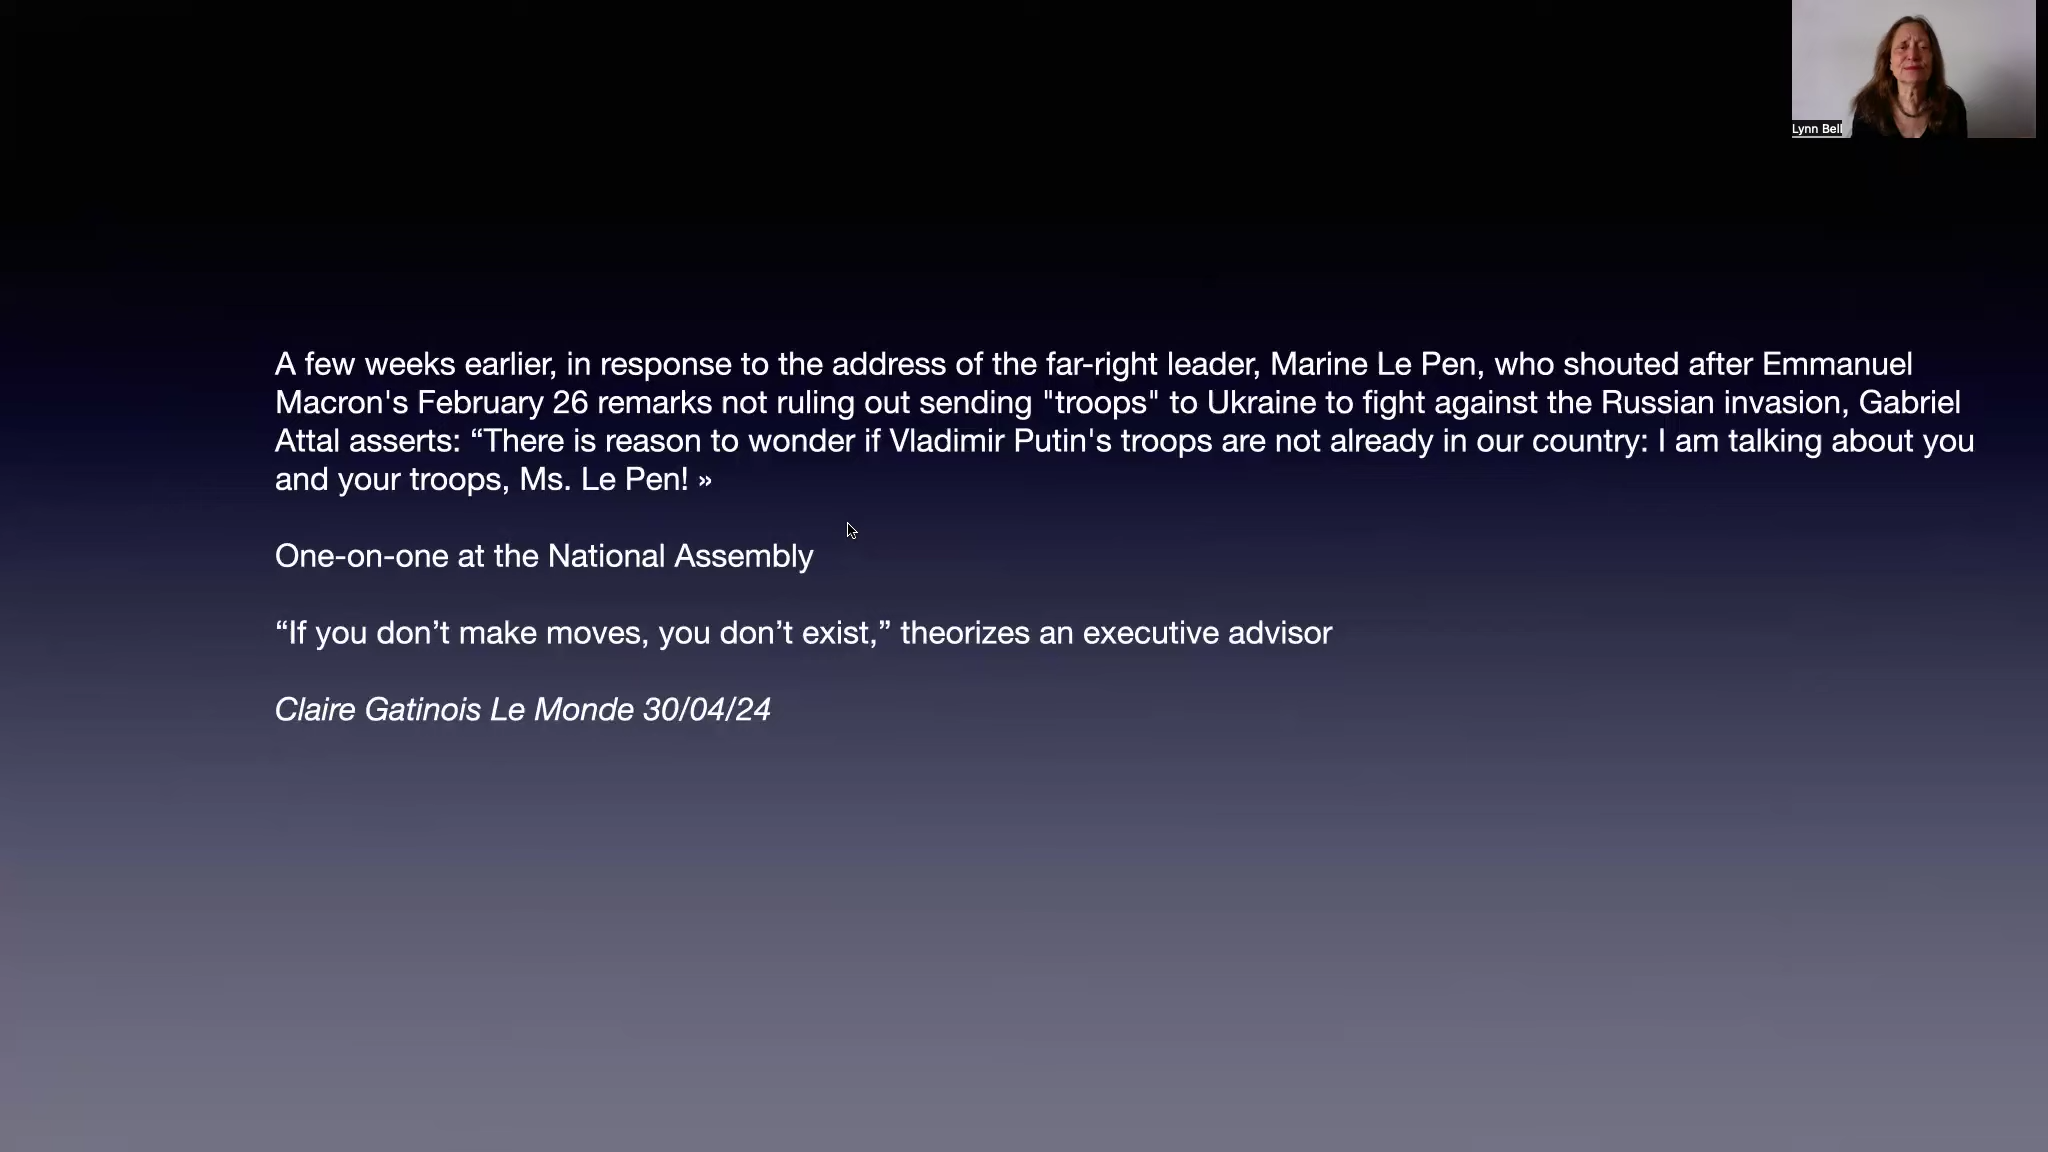 Lynn Bell
A few weeks earlier, in response to the address of the far-right leader, Marine Le Pen, who shouted after Emmanuel
Macron's February 26 remarks not ruling out sending "troops" to Ukraine to fight against the Russian invasion, Gabriel
Attal asserts: “There is reason to wonder if Vladimir Putin's troops are not already in our country: I am talking about you
and your troops, Ms. Le Pen! »
One-on-one at the National Assembly
“If you don’t make moves, you don’t exist,” theorizes an executive advisor
Claire Gatinois Le Monde 30/04/24